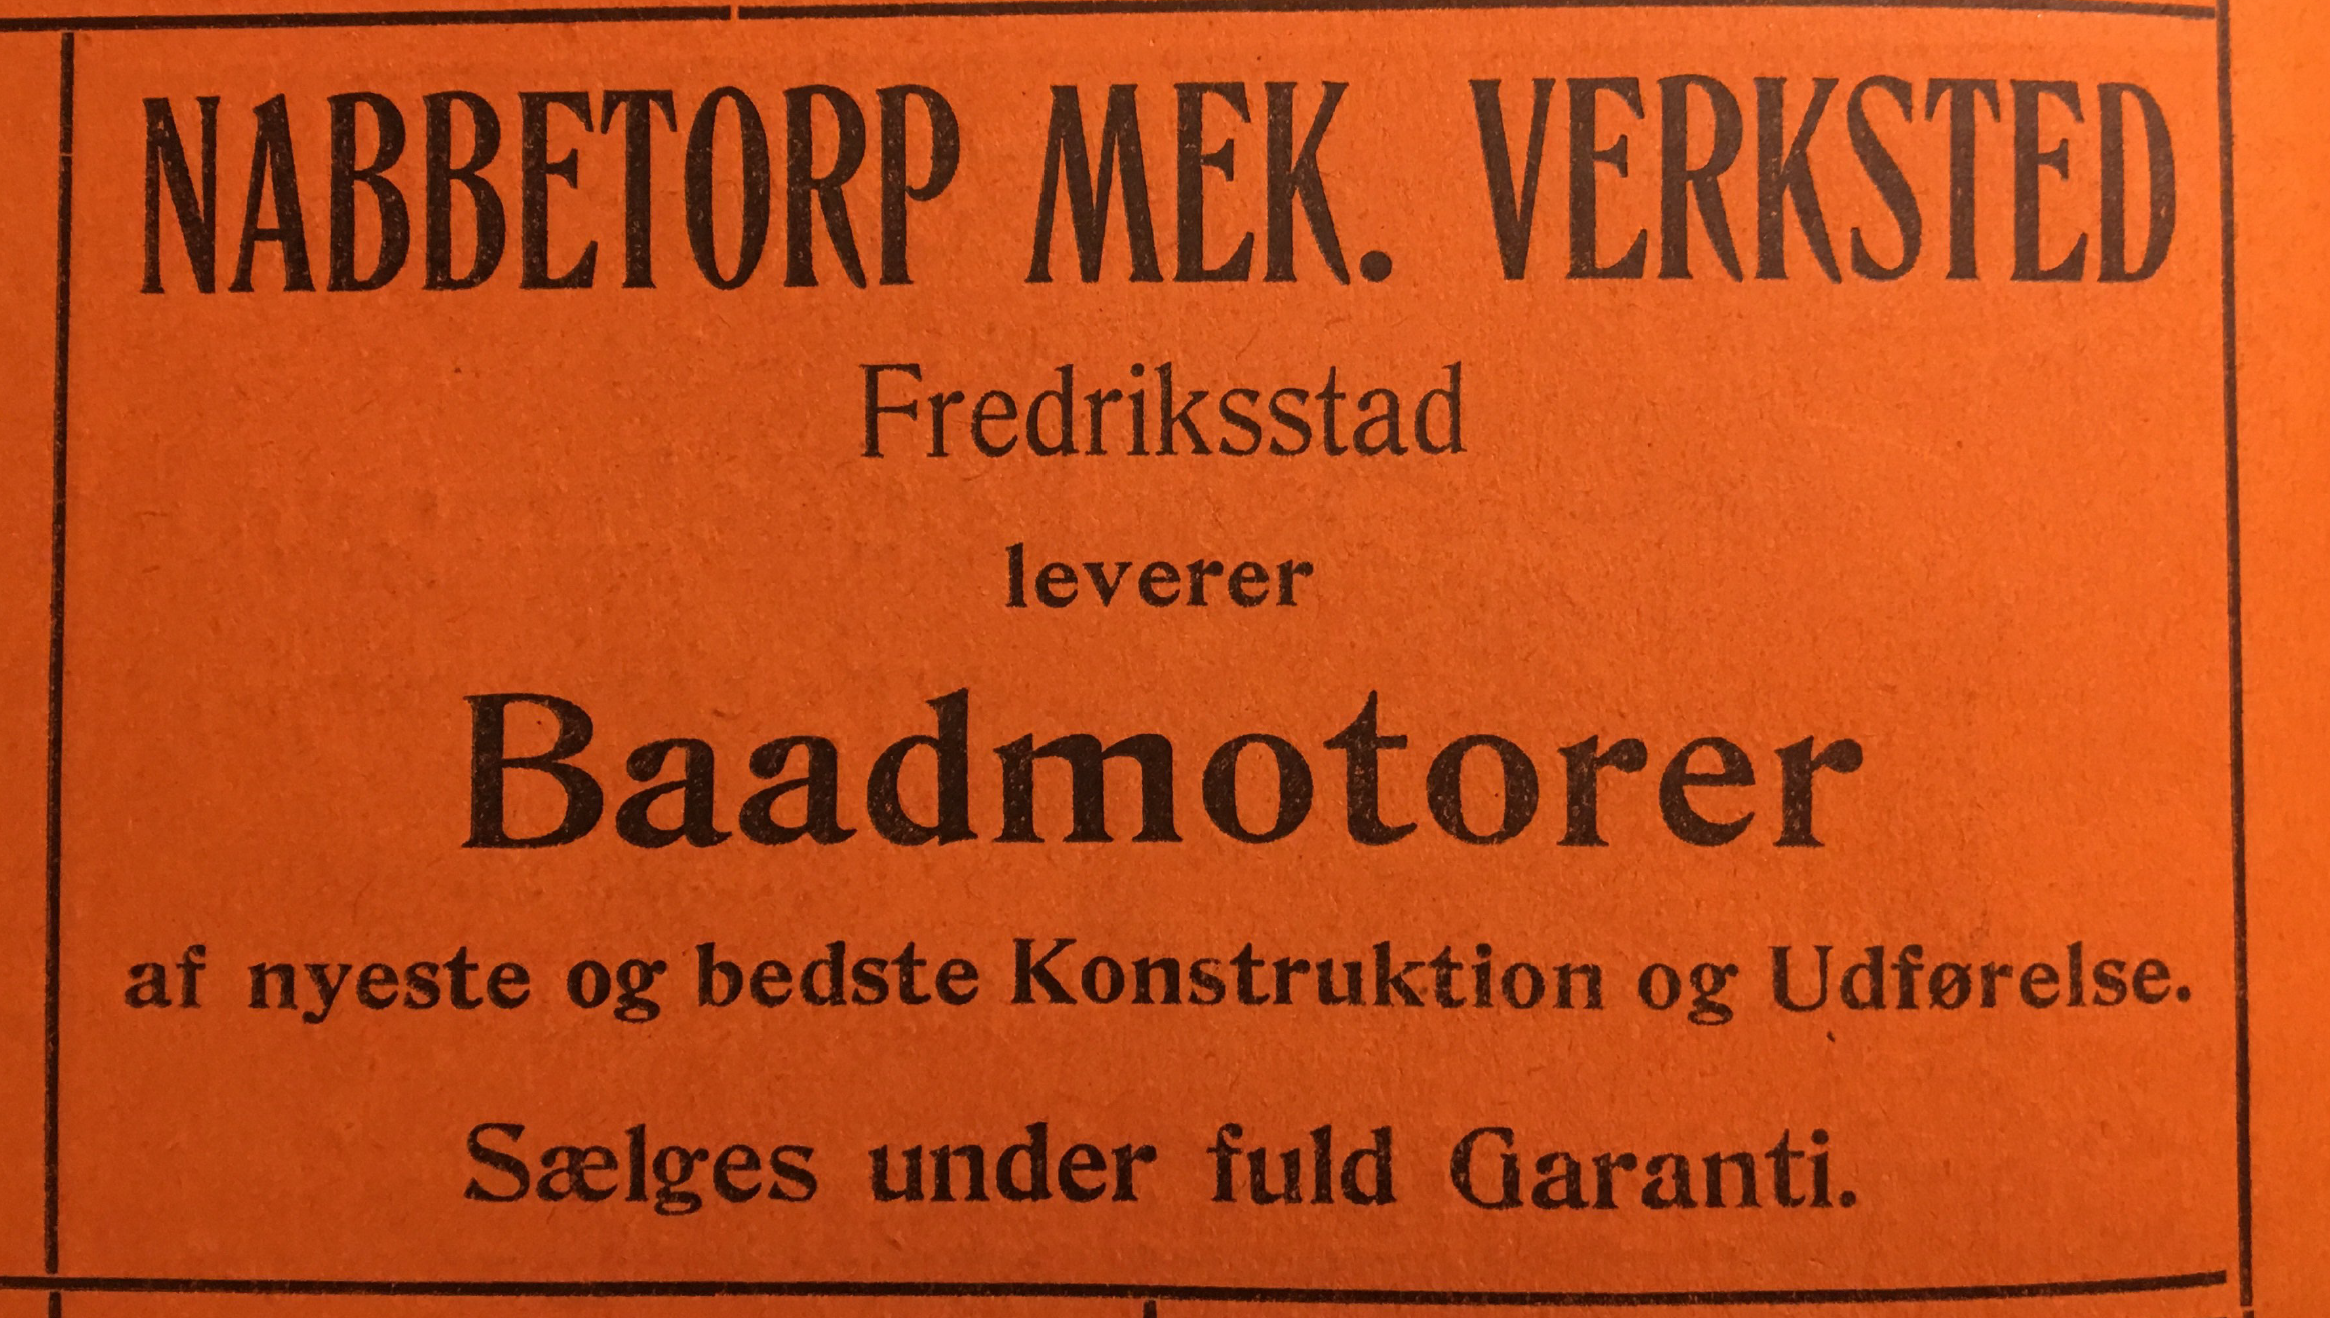 NABBETORP MEK. VERKSTED
Fredriksstad
leverer
Baadmotorer
af nyeste og bedste Konstruktion og Udførelse.
Sælges under fuld Garanti.